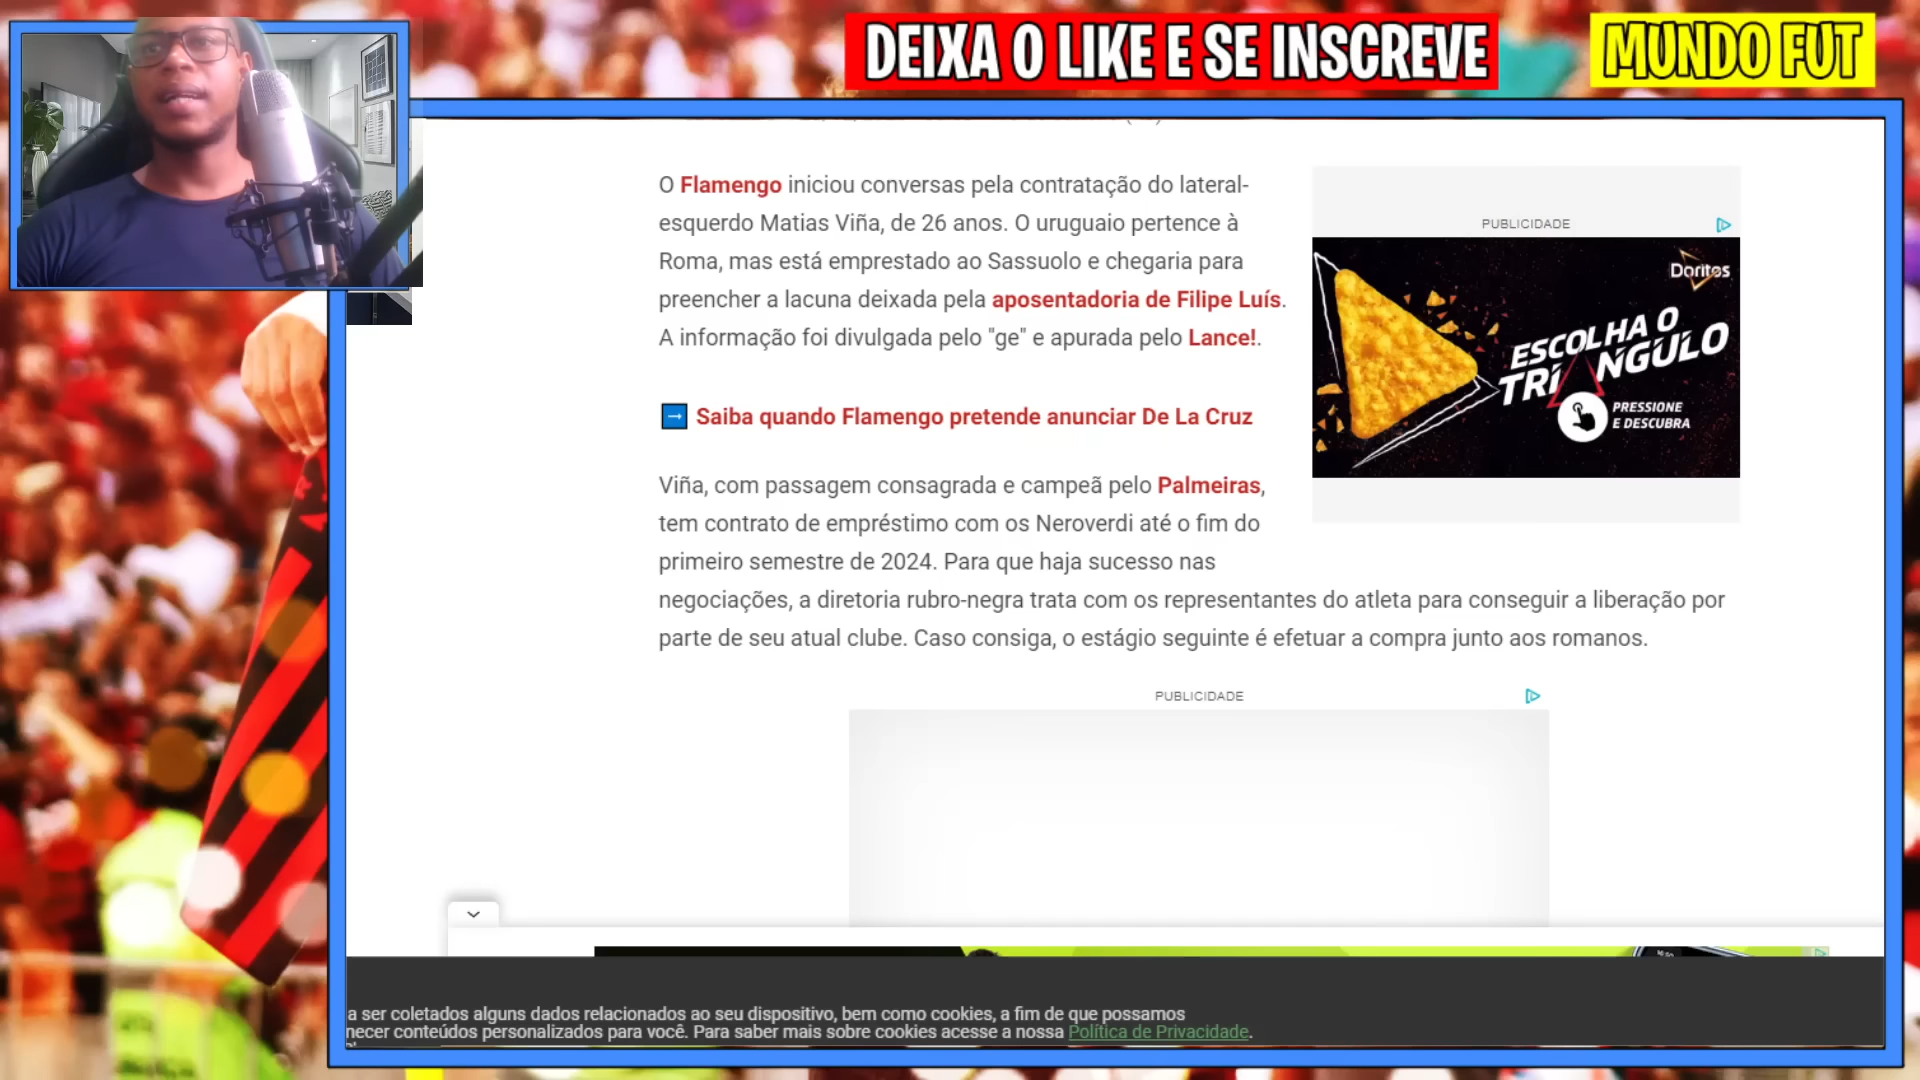 DEIXA O LIKE E SE INSCREVE
MUNDO FUT
O Flamengo iniciou conversas pela contratação do lateral-
esquerdo Matias Viña, de 26 anos. O uruguaio pertence à
Roma, mas está emprestado ao Sassuolo e chegaria para
preencher a lacuna deixada pela aposentadoria de Filipe Luís.
A informação foi divulgada pelo "ge" e apurada pelo Lance!.
Saiba quando Flamengo pretende anunciar De La Cruz
Viña, com passagem consagrada e campeã pelo Palmeiras,
tem contrato de empréstimo com os Neroverdi até o fim do
primeiro semestre de 2024. Para que haja sucesso nas
negociações, a diretoria rubro-negra trata com os representantes do atleta para conseguir a liberação por
parte de seu atual clube. Caso consiga, o estágio seguinte é efetuar a compra junto aos romanos.
PUBLICIDADE
Doritos
ESCOLHA O
TRIÂNGULO
PRESSIONE
E DESCUBRA
PUBLICIDADE
a ser coletados alguns dados relacionados ao seu dispositivo, bem como cookies, a fim de que possamos
necer conteúdos personalizados para você. Para saber mais sobre cookies acesse a nossa Política de Privacidade.